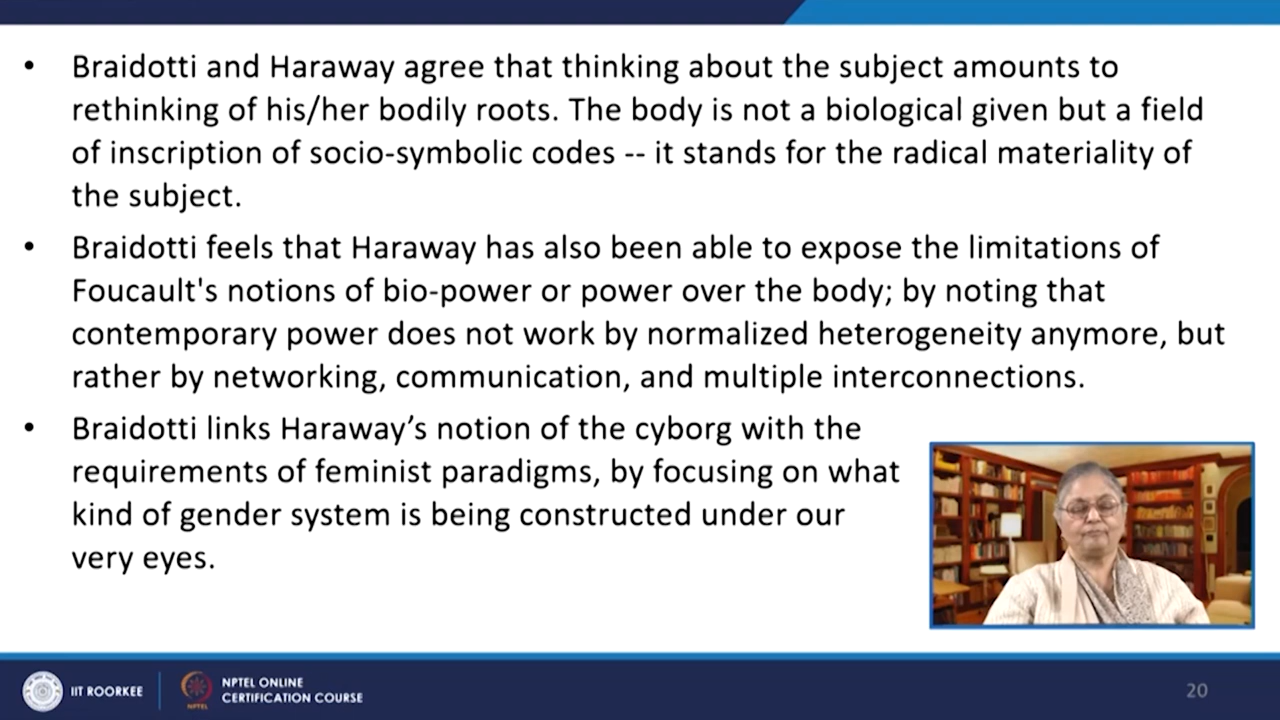 • Braidotti and Haraway agree that thinking about the subject amounts to
rethinking of his/her bodily roots. The body is not a biological given but a field
of inscription of socio-symbolic codes -- it stands for the radical materiality of
the subject.
• Braidotti feels that Haraway has also been able to expose the limitations of
Foucault's notions of bio-power or power over the body; by noting that
contemporary power does not work by normalized heterogeneity anymore, but
rather by networking, communication, and multiple interconnections.
• Braidotti links Haraway’s notion of the cyborg with the
requirements of feminist paradigms, by focusing on what
kind of gender system is being constructed under our
very eyes.
IIT ROORKEE
NPTEL
NPTEL ONLINE
CERTIFICATION COURSE
20